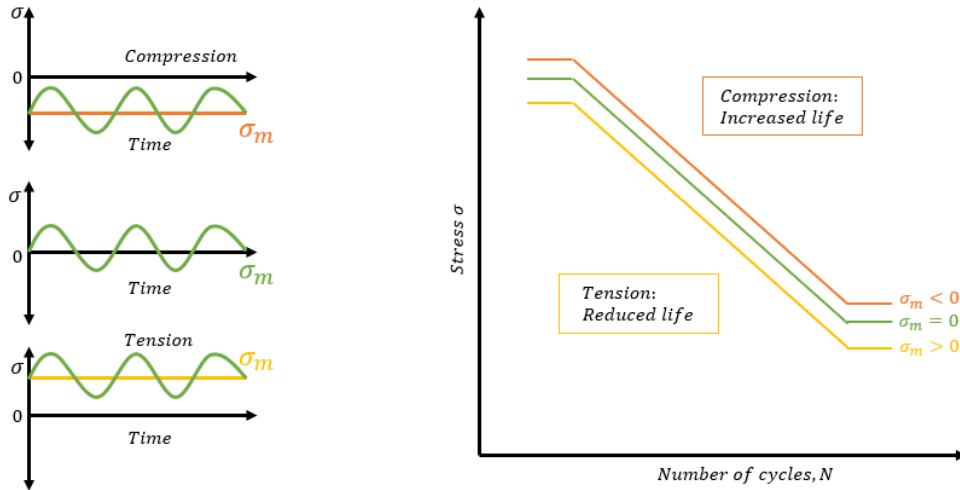 σ
Compression
0
σm
Time
σ
0
σm
Time
Tension
σm
σ
0
Time
Stress σ
Compression:
Increased life
Tension:
Reduced life
σm < 0
σm = 0
σm > 0
Number of cycles, N